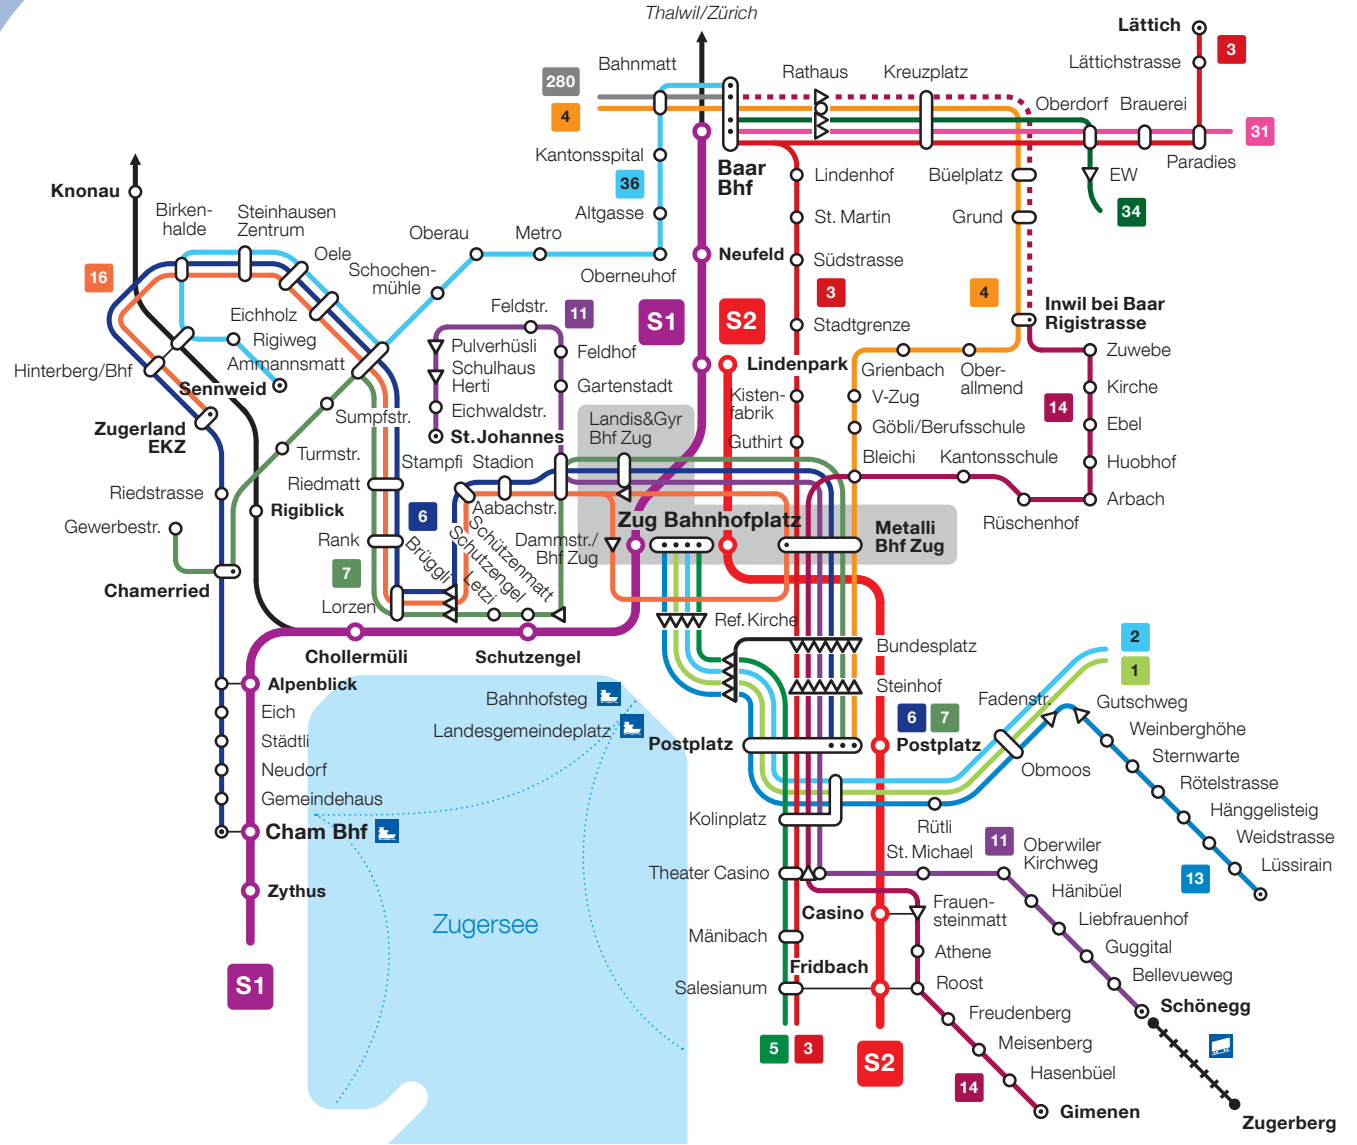 Thalwil/Zürich
Lättich
3
Lättichstrasse
Bahnmatt
Rathaus
Kreuzplatz
280
4
Oberdorf
Brauerei
31
Paradies
Kantonsspital
Baar
Bhf
Lindenhof
Büelplatz
EW
36
34
Knonau
Birken-
halde
Steinhausen
Zentrum
Altgasse
St. Martin
Grund
Oberau
Metro
Oele
Neufeld
Südstrasse
16
Schochen-
mühle
Oberneuhof
3
4
Inwil bei Baar
Rigistrasse
Eichholz
Feldstr.
11
S1
S2
Stadtgrenze
Rigiweg
Pulverhüsli
Feldhof
Zuwebe
Ammannsmatt
Hinterberg/Bhf
Schulhaus
Herti
Lindenpark
Grienbach
Ober-
allmend
Sennweid
Gartenstadt
Kisten-
fabrik
V-Zug
Kirche
14
Sumpfstr.
Eichwaldstr.
Landis&Gyr
Bhf Zug
Zugerland
EKZ
St.Johannes
Guthirt
Göbli/Berufsschule
Ebel
Turmstr.
Stampfi
Stadion
Bleichi
Kantonsschule
Huobhof
Riedstrasse
Riedmatt
Aabachstr.
Arbach
Rigiblick
6
Rüschenhof
Gewerbestr.
Zug Bahnhofplatz
Metalli
Bhf Zug
Rank
Brüggli
Schützenmatt
Schutzengel
Letzi
Dammstr./
Bhf Zug
7
Chamerried
Lorzen
Ref. Kirche
Chollermüli
Schutzengel
Bundesplatz
2
1
Alpenblick
Steinhof
Bahnhofsteg
Fadenstr.
Gutschweg
Eich
6
7
Landesgemeindeplatz
Weinberghöhe
Städtli
Postplatz
Postplatz
Sternwarte
Neudorf
Obmoos
Rötelstrasse
Gemeindehaus
Hänggelisteig
Cham Bhf
Kolinplatz
Rütli
11
Weidstrasse
St. Michael
Oberwiler
Kirchweg
Lüssirain
Theater Casino
13
Zythus
Hänibüel
Casino
Frauen-
steinmatt
Zugersee
Liebfrauenhof
Mänibach
Guggital
Athene
Fridbach
Bellevueweg
S1
Salesianum
Roost
Schönegg
Freudenberg
5
3
S2
Meisenberg
Hasenbüel
14
Gimenen
Zugerberg